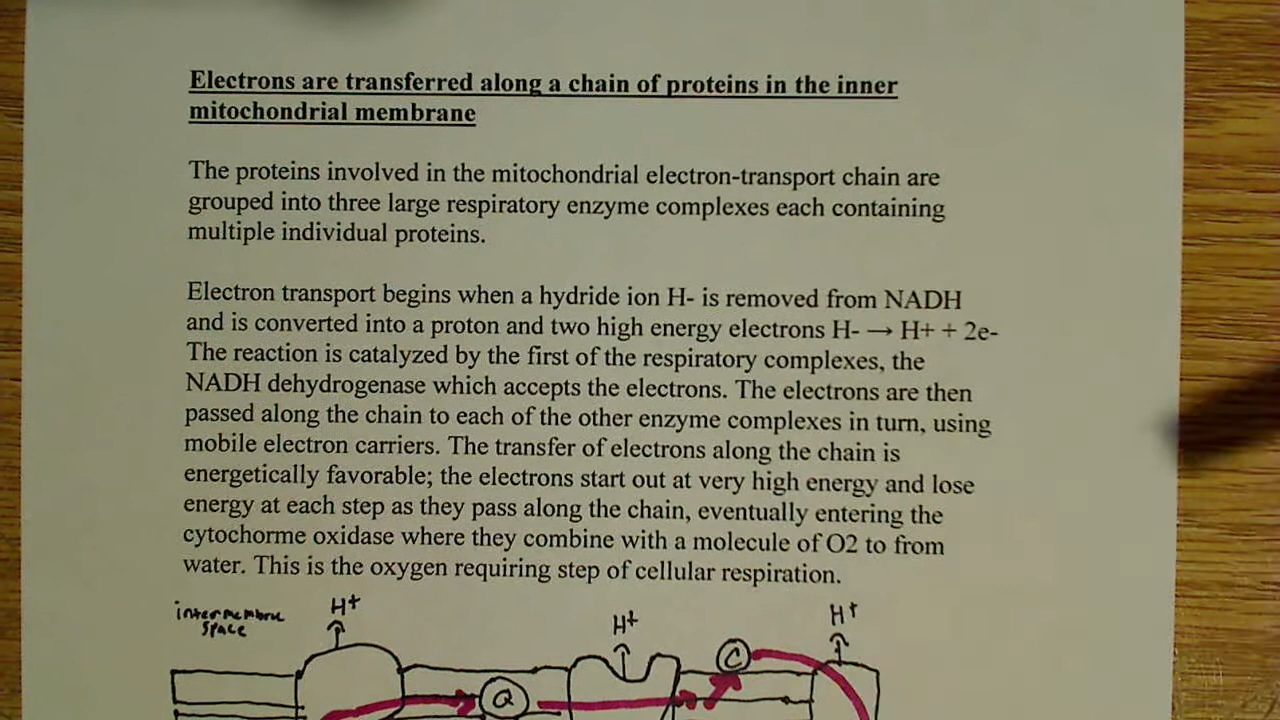 Electrons are transferred along a chain of proteins in the inner
mitochondrial membrane
The proteins involved in the mitochondrial electron-transport chain are
grouped into three large respiratory enzyme complexes each containing
multiple individual proteins.
Electron transport begins when a hydride ion H- is removed from NADH
and is converted into a proton and two high energy electrons H- → H+ + 2e-
The reaction is catalyzed by the first of the respiratory complexes, the
NADH dehydrogenase which accepts the electrons. The electrons are then
passed along the chain to each of the other enzyme complexes in turn, using
mobile electron carriers. The transfer of electrons along the chain is
energetically favorable; the electrons start out at very high energy and lose
energy at each step as they pass along the chain, eventually entering the
cytochorme oxidase where they combine with a molecule of O2 to from
water. This is the oxygen requiring step of cellular respiration.
H+
H+
H+
space
C
Q